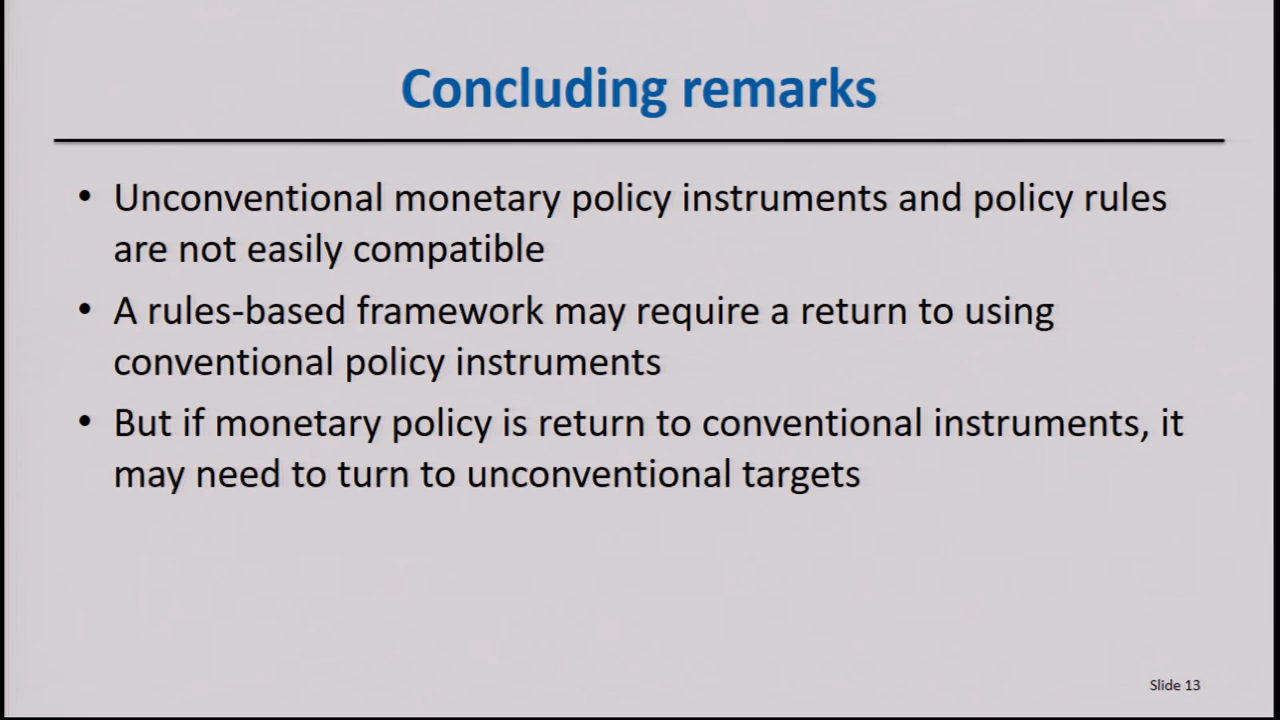 Concluding remarks
• Unconventional monetary policy instruments and policy rules
are not easily compatible
• A rules-based framework may require a return to using
conventional policy instruments
• But if monetary policy is return to conventional instruments, it
may need to turn to unconventional targets
Slide 13